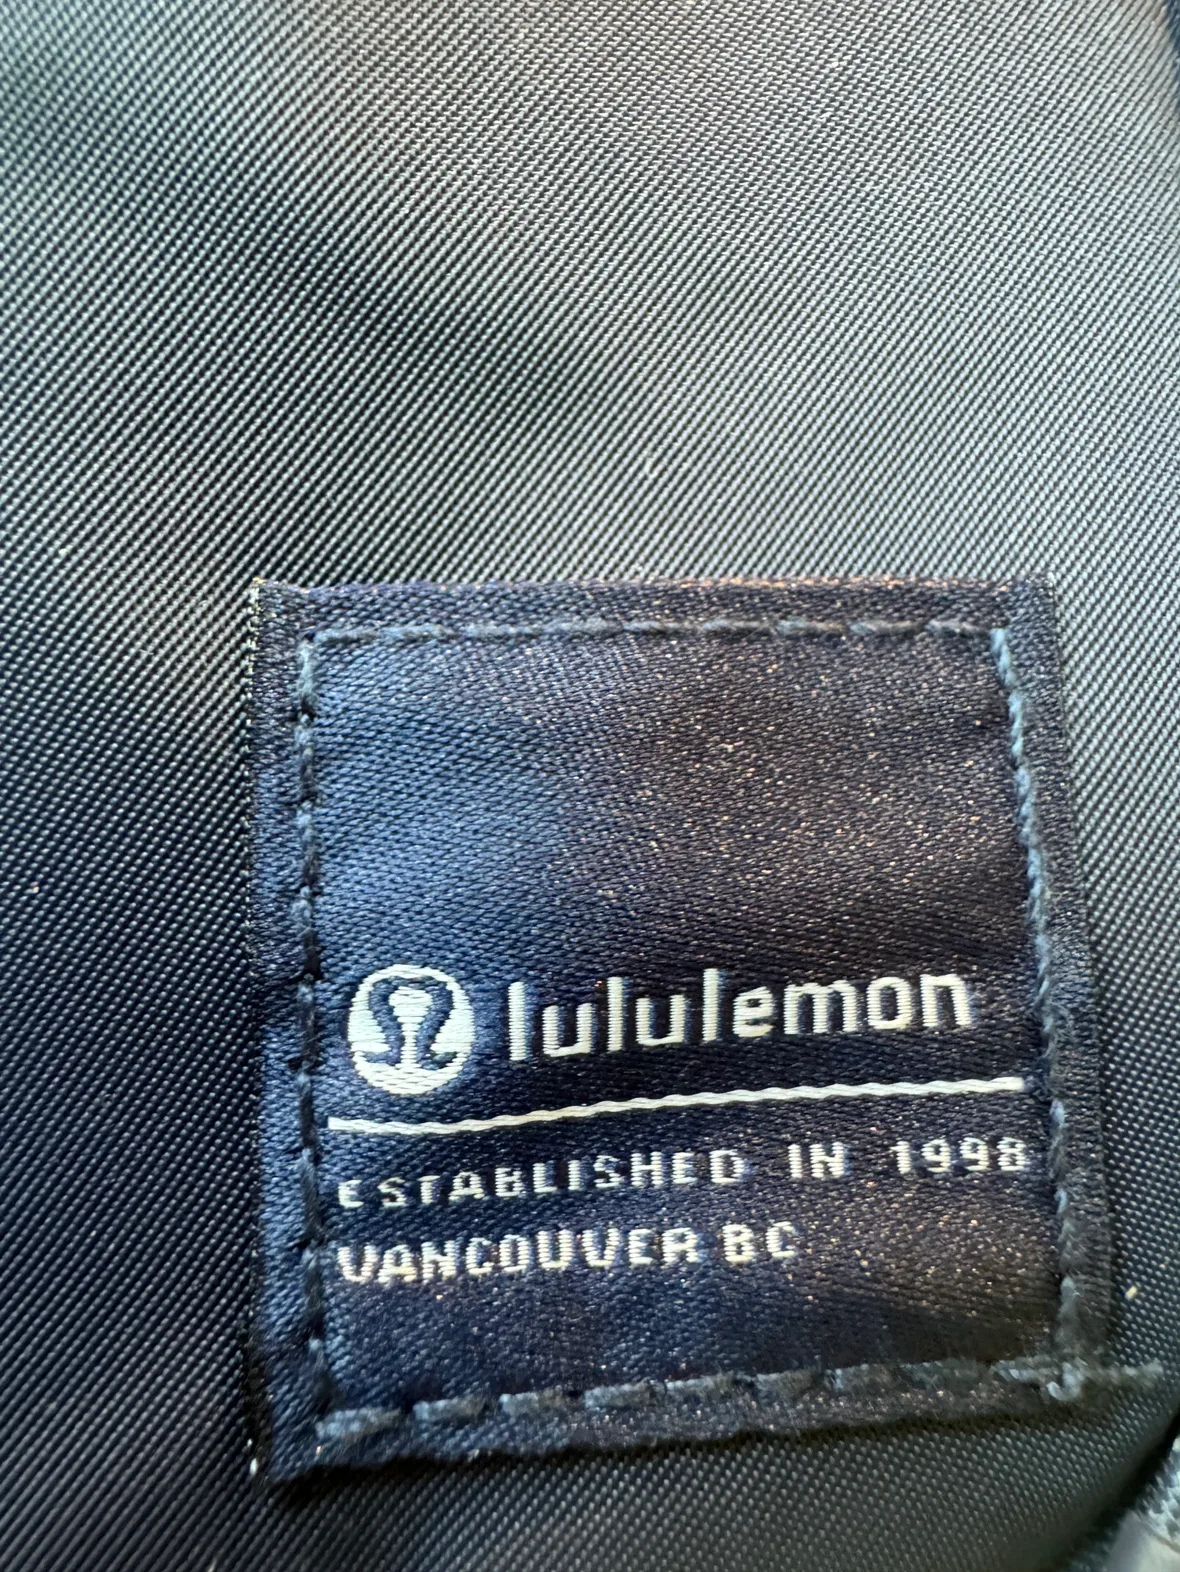 lululemon
ESTABLISHED IN 1998
VANCOUVER BC